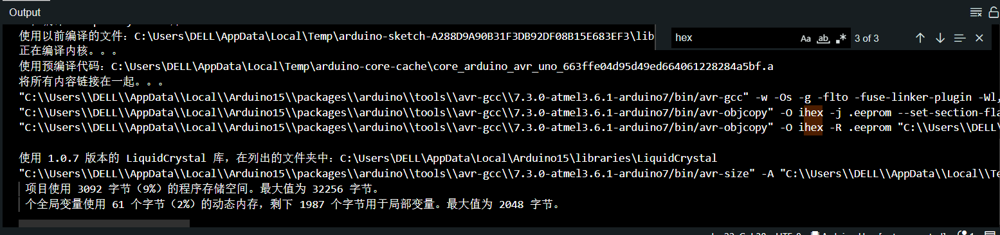 Output
使用以前编译的文件：C:\Users\DELL\AppData\Local\Temp\arduino-sketch-A288D9A90B31F3DB92DF08B15E683EF3\lib
hex
Aa ab .* 3 of 3
正在编译内核。。。
使用预编译代码：C:\Users\DELL\AppData\Local\Temp\arduino-core-cache\core_arduino_avr_uno_663ffe04d95d49ed664061228284a5bf.a
将所有内容链接在一起。。。
"C:\\Users\\DELL\\AppData\\Local\\Arduino15\\packages\\arduino\\tools\\avr-gcc\\7.3.0-atmel3.6.1-arduino7/bin/avr-gcc" -w -Os -g -flto -fuse-linker-plugin -Wl,
"C:\\Users\\DELL\\AppData\\Local\\Arduino15\\packages\\arduino\\tools\\avr-gcc\\7.3.0-atmel3.6.1-arduino7/bin/avr-objcopy" -O ihex -j .eeprom --set-section-fla
"C:\\Users\\DELL\\AppData\\Local\\Arduino15\\packages\\arduino\\tools\\avr-gcc\\7.3.0-atmel3.6.1-arduino7/bin/avr-objcopy" -O ihex -R .eeprom "C:\\Users\\DELL\
使用 1.0.7 版本的 LiquidCrystal 库，在列出的文件夹中：C:\Users\DELL\AppData\Local\Arduino15\libraries\LiquidCrystal
"C:\\Users\\DELL\\AppData\\Local\\Arduino15\\packages\\arduino\\tools\\avr-gcc\\7.3.0-atmel3.6.1-arduino7/bin/avr-size" -A "C:\\Users\\DELL\\AppData\\Local\\Te
项目使用 3092 字节（9%）的程序存储空间。最大值为 32256 字节。
个全局变量使用 61 个字节（2%）的动态内存，剩下 1987 个字节用于局部变量。最大值为 2048 字节。